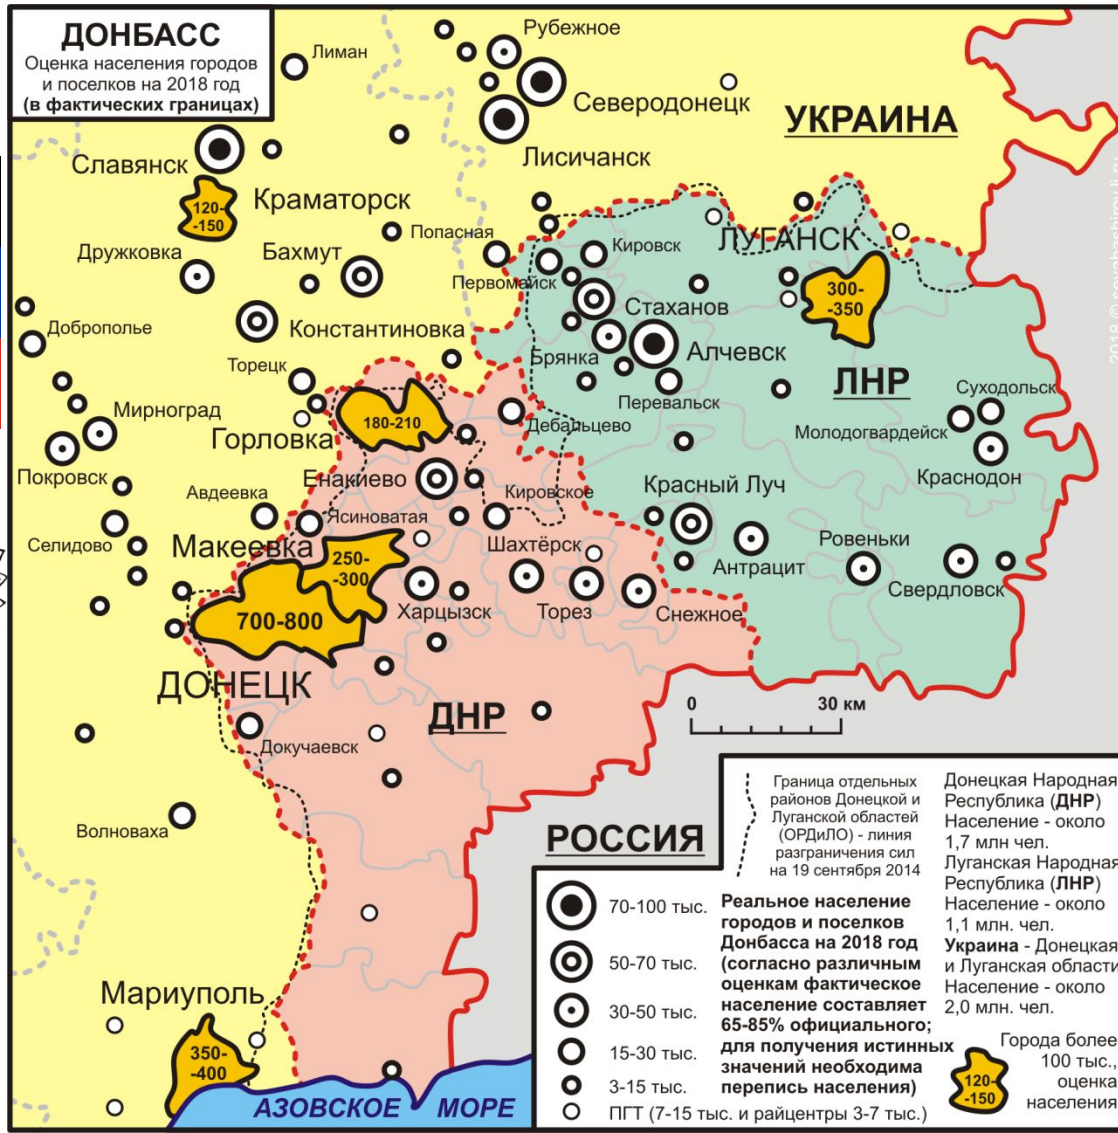 ДОНБАСС
Оценка населения городов
и поселков на 2018 год
(в фактических границах)
Лиман
Рубежное
Северодонецк
Лисичанск
УКРАИНА
Славянск
120-
-150
Краматорск
Дружковка
Бахмут
Попасная
Кировск
ЛУГАНСК
300-
-350
Первомайск
Стаханов
Доброполье
Константиновка
Брянка
Алчевск
Торецк
Перевальск
ЛНР
Суходольск
Мирноград
180-210
Горловка
Дебальцево
Молодогвардейск
Краснодон
Покровск
Енакиево
Авдеевка
Кировское
Красный Луч
Ясиноватая
Селидово
Макеевка
250-
-300
Шахтёрск
Антрацит
Ровеньки
Свердловск
700-800
Харцызск
Торез
Снежное
ДОНЕЦК
ДНР
0
30 км
Докучаевск
Волноваха
РОССИЯ
Мариуполь
350-
-400
АЗОВСКОЕ МОРЕ
Граница отдельных
районов Донецкой и
Луганской областей
(ОРДиЛО) - линия
разграничения сил
на 19 сентября 2014
Донецкая Народная
Республика (ДНР)
Население - около
1,7 млн чел.
Луганская Народная
Республика (ЛНР)
Население - около
1,1 млн. чел.
Украина - Донецкая
и Луганская области
Население - около
2,0 млн. чел.
70-100 тыс.
50-70 тыс.
30-50 тыс.
15-30 тыс.
3-15 тыс.
ПГТ (7-15 тыс. и райцентры 3-7 тыс.)
Реальное население
городов и поселков
Донбасса на 2018 год
(согласно различным
оценкам фактическое
население составляет
65-85% официального;
для получения истинных
значений необходима
перепись населения)
120-
-150
Города более
100 тыс.,
оценка
населения